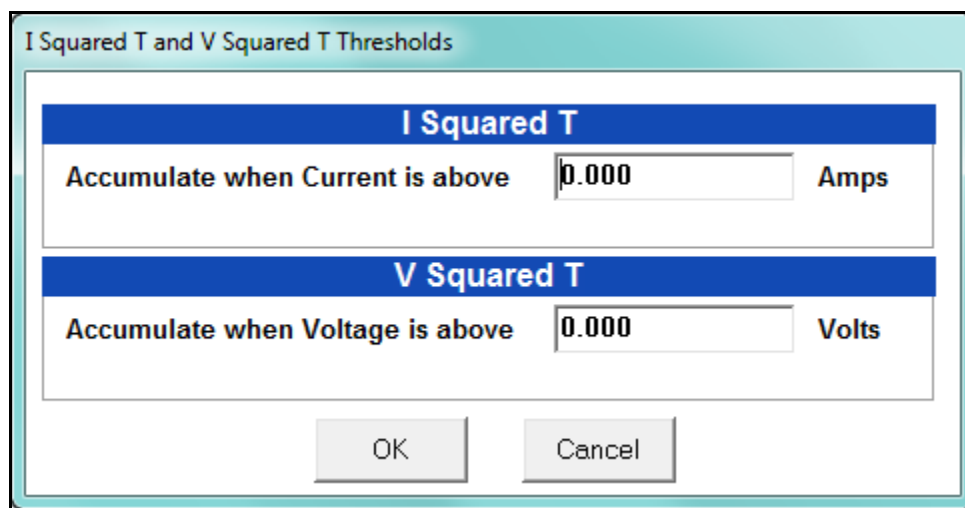 I Squared T and V Squared T Thresholds
I Squared T
Accumulate when Current is above 0.000 Amps
V Squared T
Accumulate when Voltage is above 0.000 Volts
OK Cancel